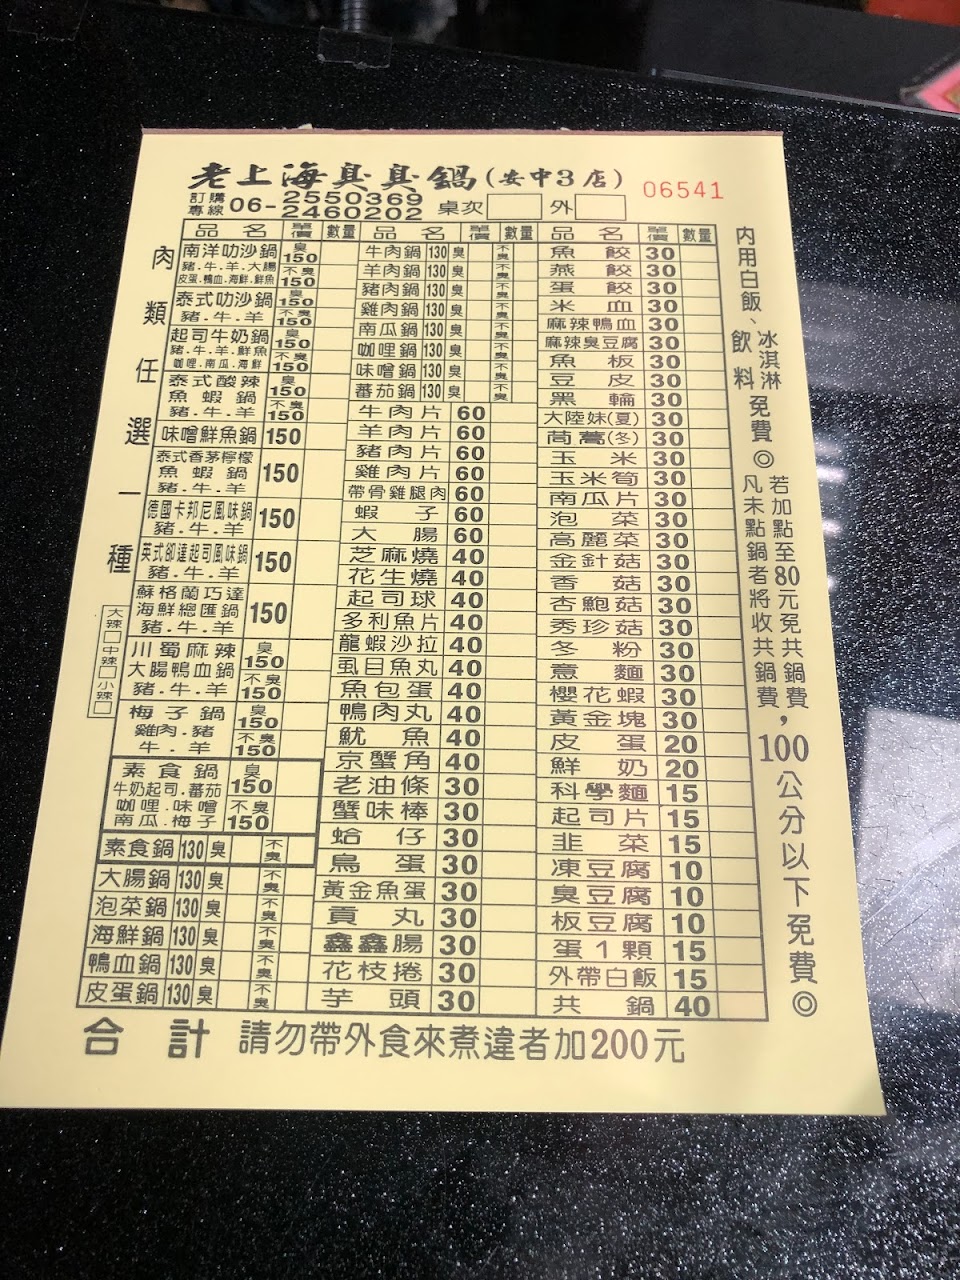 老上海臭臭鍋(安中3店)
06541
訂購專線 06-2550369
2460202
桌次 外
品名 單價 數量 品名 單價 數量 品名 單價 數量
肉類任選一種
大辣□中辣□小辣□
南洋叻沙鍋 臭150
豬.牛.羊.大腸 不臭150
皮蛋.鴨血.海鮮.鮮魚
泰式叻沙鍋 臭150
豬.牛.羊 不臭150
起司牛奶鍋 臭150
豬.牛.羊.鮮魚 不臭150
咖哩.南瓜.海鮮
泰式酸辣 臭150
魚蝦鍋 不臭150
豬.牛.羊
味噌鮮魚鍋 150
泰式香茅檸檬
魚蝦鍋 150
豬.牛.羊
德國卡邦尼風味鍋 150
豬.牛.羊
英式卻達起司風味鍋 150
豬.牛.羊
蘇格蘭巧達
海鮮總匯鍋 150
豬.牛.羊
川蜀麻辣 臭150
大腸鴨血鍋 不臭150
豬.牛.羊
梅子鍋 臭150
雞肉.豬 不臭150
牛.羊
素食鍋 臭150
牛奶起司.番茄
咖哩.味噌 不臭150
南瓜.梅子
素食鍋 130 臭 不臭
大腸鍋 130 臭 不臭
泡菜鍋 130 臭 不臭
海鮮鍋 130 臭 不臭
鴨血鍋 130 臭 不臭
皮蛋鍋 130 臭 不臭
牛肉鍋 130 臭 不臭
羊肉鍋 130 臭 不臭
豬肉鍋 130 臭 不臭
雞肉鍋 130 臭 不臭
南瓜鍋 130 臭 不臭
咖哩鍋 130 臭 不臭
味噌鍋 130 臭 不臭
蕃茄鍋 130 臭 不臭
牛肉片 60
羊肉片 60
豬肉片 60
雞肉片 60
帶骨雞腿肉 60
蝦子 60
大腸 60
芝麻燒 40
花生燒 40
起司球 40
多利魚片 40
龍蝦沙拉 40
虱目魚丸 40
魚包蛋 40
鴨肉丸 40
魷魚 40
京蟹角 40
老油條 30
蟹味棒 30
蛤仔 30
鳥蛋 30
黃金魚蛋 30
貢丸 30
鑫鑫腸 30
花枝捲 30
芋頭 30
魚餃 30
燕餃 30
蛋餃 30
米血 30
麻辣鴨血 30
麻辣臭豆腐 30
魚板 30
豆皮 30
黑輪 30
大陸妹(夏) 30
茼蒿(冬) 30
玉米 30
玉米筍 30
南瓜片 30
泡菜 30
高麗菜 30
金針菇 30
香菇 30
杏鮑菇 30
秀珍菇 30
冬粉 30
意麵 30
櫻花蝦 30
黃金塊 30
皮蛋 20
鮮奶 20
科學麵 15
起司片 15
韭菜 15
凍豆腐 10
臭豆腐 10
板豆腐 10
蛋1顆 15
外帶白飯 15
共鍋 40
內用白飯、飲料冰淇淋免費◎
凡未點鍋者將收共鍋費，
若加點至80元免共鍋費
100公分以下免費◎
合計 請勿帶外食來煮違者加200元